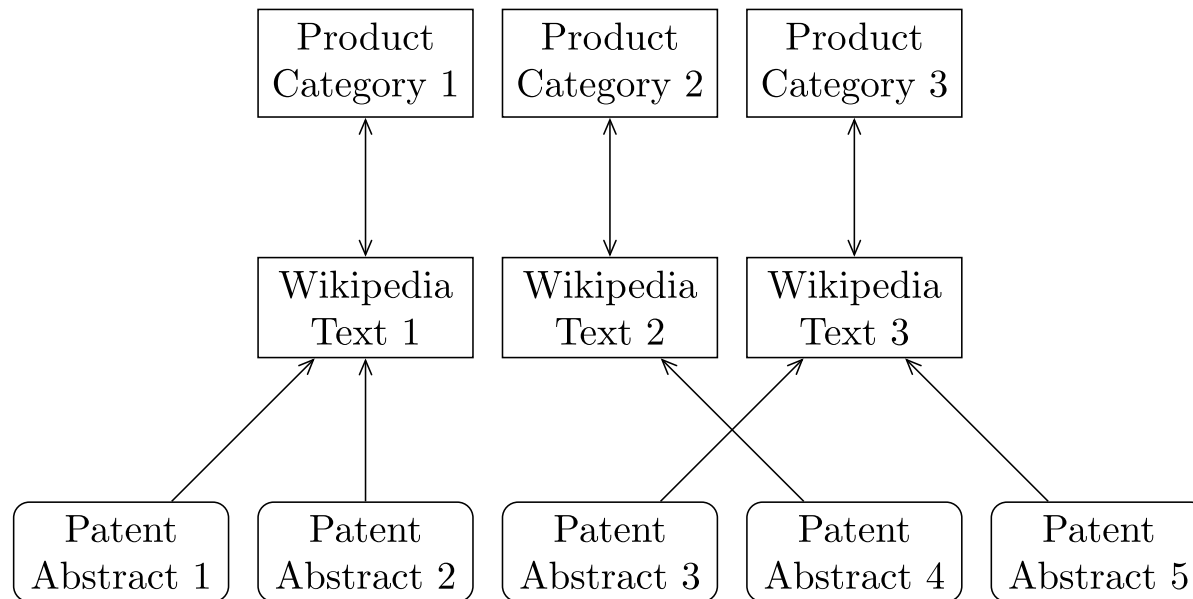 Product
Category 1
Product
Category 2
Product
Category 3
Wikipedia
Text 1
Wikipedia
Text 2
Wikipedia
Text 3
Patent
Abstract 1
Patent
Abstract 2
Patent
Abstract 3
Patent
Abstract 4
Patent
Abstract 5